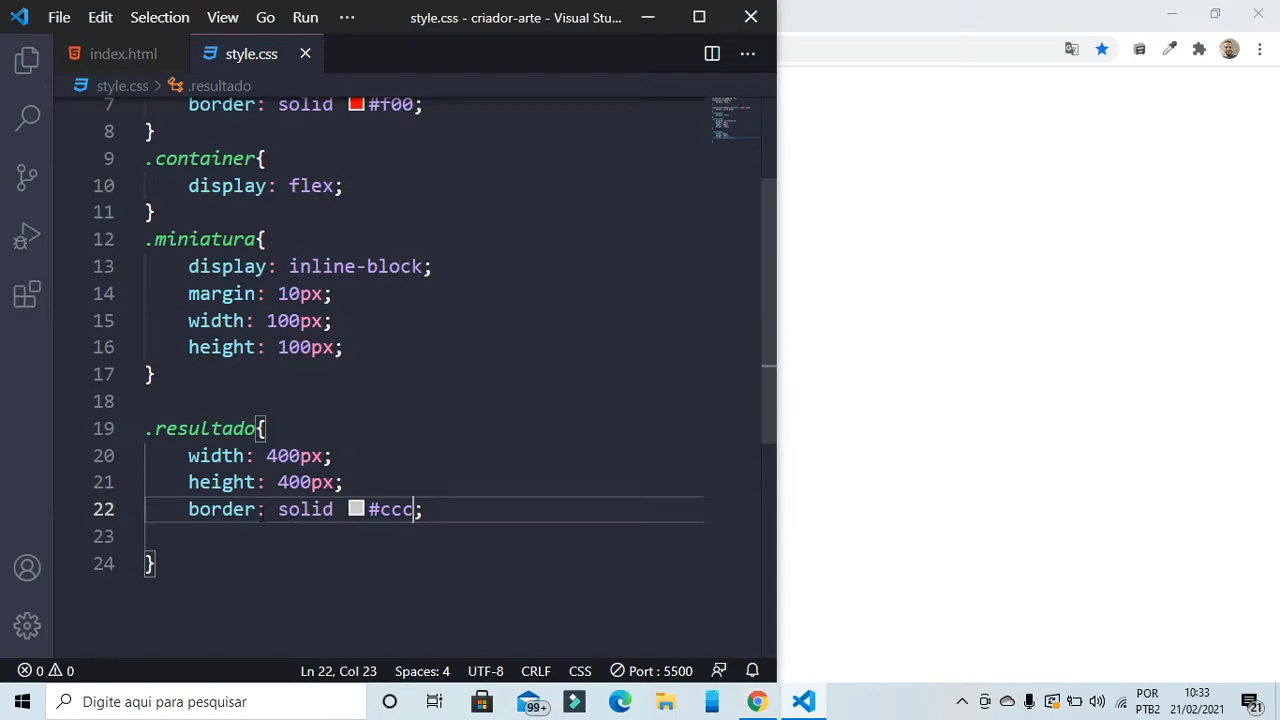 File Edit Selection View Go Run ··· style.css - criador-arte - Visual Stu...
index.html style.css
style.css > .resultado
7 border: solid #f00;
8 }
9 .container{
10 display: flex;
11 }
12 .miniatura{
13 display: inline-block;
14 margin: 10px;
15 width: 100px;
16 height: 100px;
17 }
18
19 .resultado{
20 width: 400px;
21 height: 400px;
22 border: solid #ccc;
23
24 }
0 0 Ln 22, Col 23 Spaces: 4 UTF-8 CRLF CSS Port : 5500
Digite aqui para pesquisar 99+ POR 10:33
PTB2 21/02/2021 21